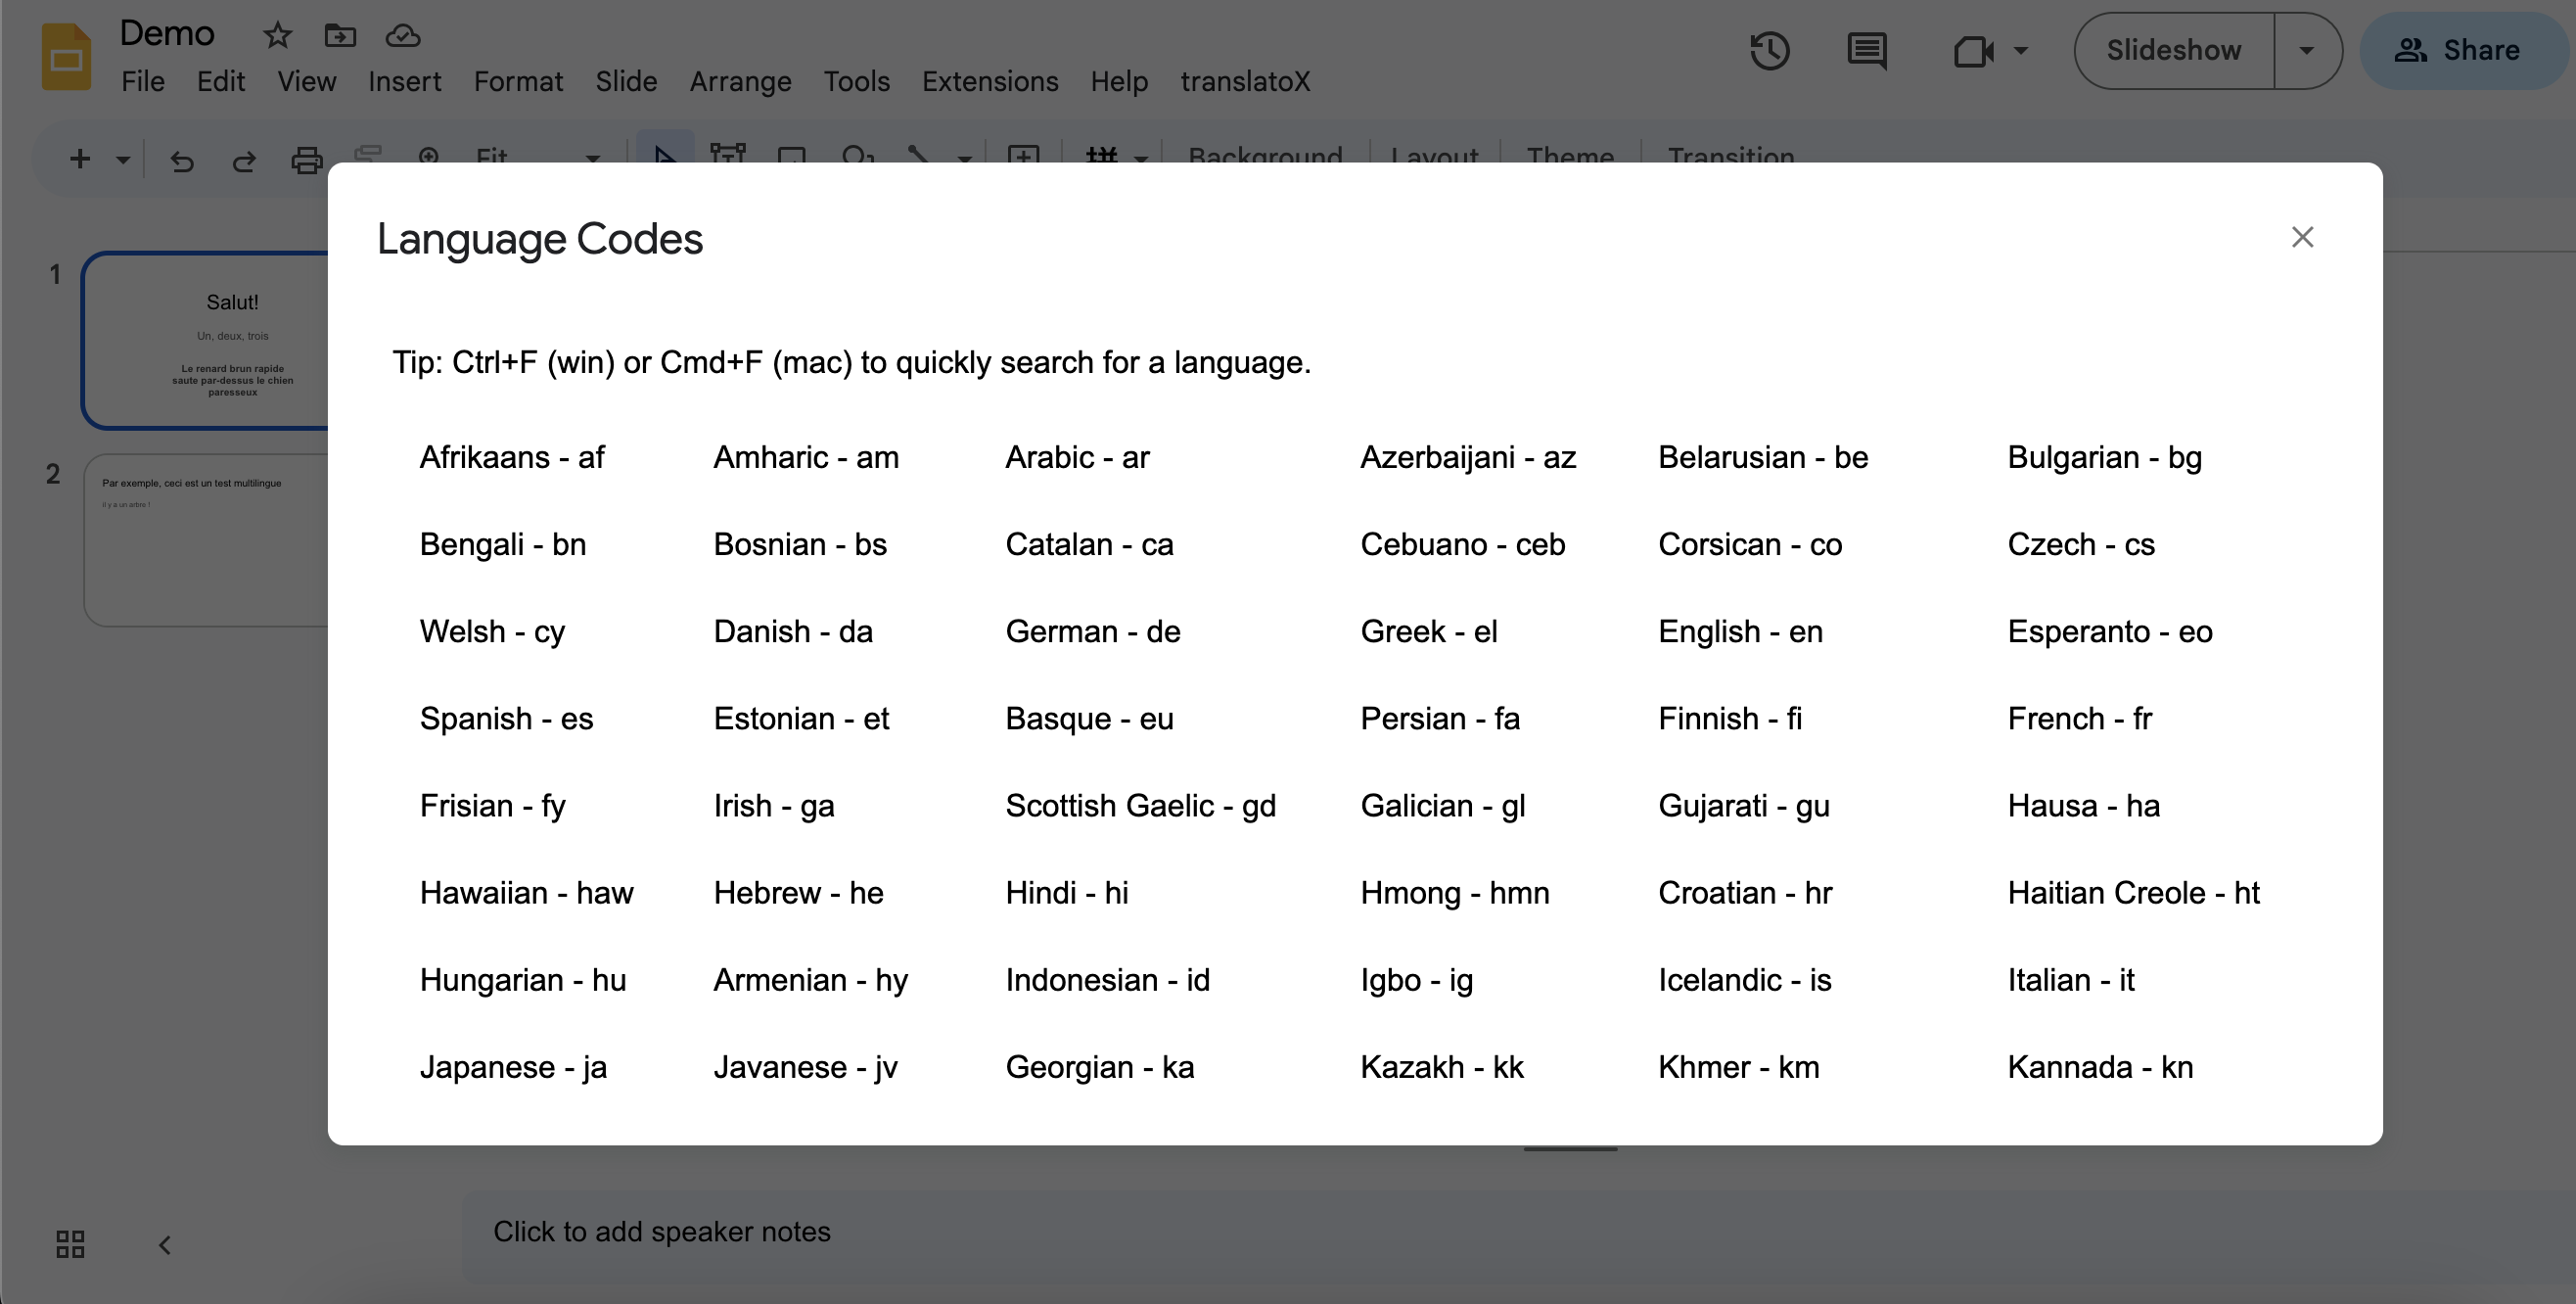 Demo
File Edit View Insert Format Slide Arrange Tools Extensions Help translatoX
Slideshow
Share
Fit Background Layout Theme Transition
1
Salut!
Un, deux, trois
Le renard brun rapide
saute par-dessus le chien
paresseux
2
Par exemple, ceci est un test multilingue
il y a un arbre !
Language Codes
Tip: Ctrl+F (win) or Cmd+F (mac) to quickly search for a language.
Afrikaans - af Amharic - am Arabic - ar Azerbaijani - az Belarusian - be Bulgarian - bg
Bengali - bn Bosnian - bs Catalan - ca Cebuano - ceb Corsican - co Czech - cs
Welsh - cy Danish - da German - de Greek - el English - en Esperanto - eo
Spanish - es Estonian - et Basque - eu Persian - fa Finnish - fi French - fr
Frisian - fy Irish - ga Scottish Gaelic - gd Galician - gl Gujarati - gu Hausa - ha
Hawaiian - haw Hebrew - he Hindi - hi Hmong - hmn Croatian - hr Haitian Creole - ht
Hungarian - hu Armenian - hy Indonesian - id Igbo - ig Icelandic - is Italian - it
Japanese - ja Javanese - jv Georgian - ka Kazakh - kk Khmer - km Kannada - kn
Click to add speaker notes